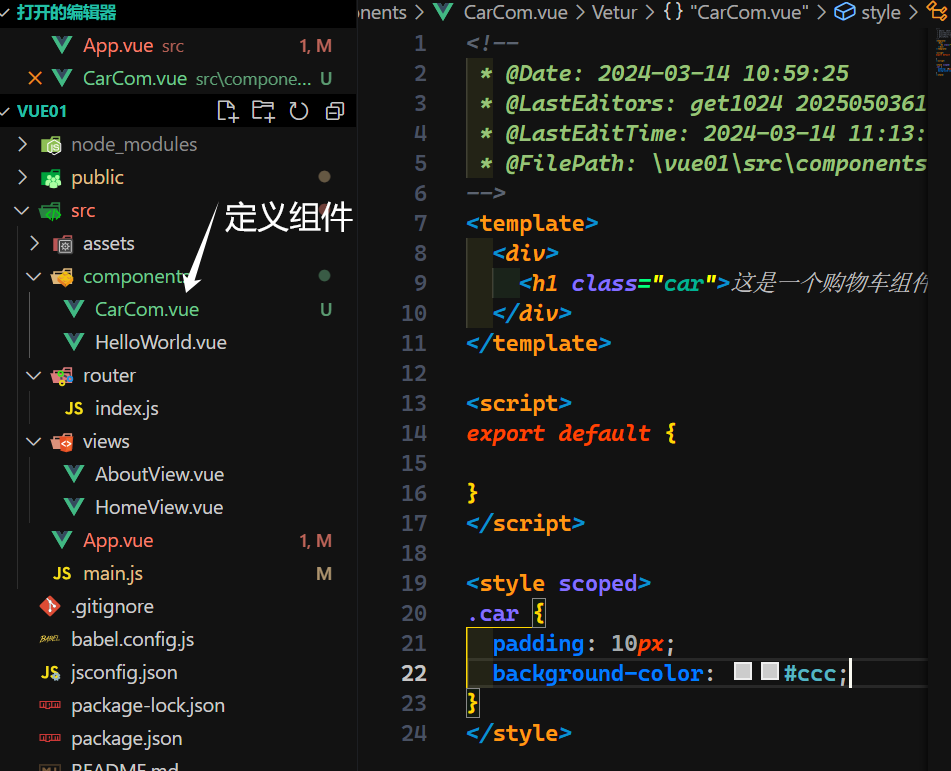 打开的编辑器
App.vue src 1, M
CarCom.vue src\compone... U
VUE01
node_modules
public
src
定义组件
assets
components
CarCom.vue U
HelloWorld.vue
router
JS index.js
views
AboutView.vue
HomeView.vue
App.vue 1, M
JS main.js M
.gitignore
babel.config.js
JS jsconfig.json
package-lock.json
package.json
README.md
onents > CarCom.vue > Vetur > {} "CarCom.vue" > style >
1 <!--
2 * @Date: 2024-03-14 10:59:25
3 * @LastEditors: get1024 2025050361
4 * @LastEditTime: 2024-03-14 11:13:
5 * @FilePath: \vue01\src\components
6 -->
7 <template>
8 <div>
9 <h1 class="car">这是一个购物车组件
10 </div>
11 </template>
12
13 <script>
14 export default {
15
16 }
17 </script>
18
19 <style scoped>
20 .car {
21 padding: 10px;
22 background-color: #ccc;
23 }
24 </style>